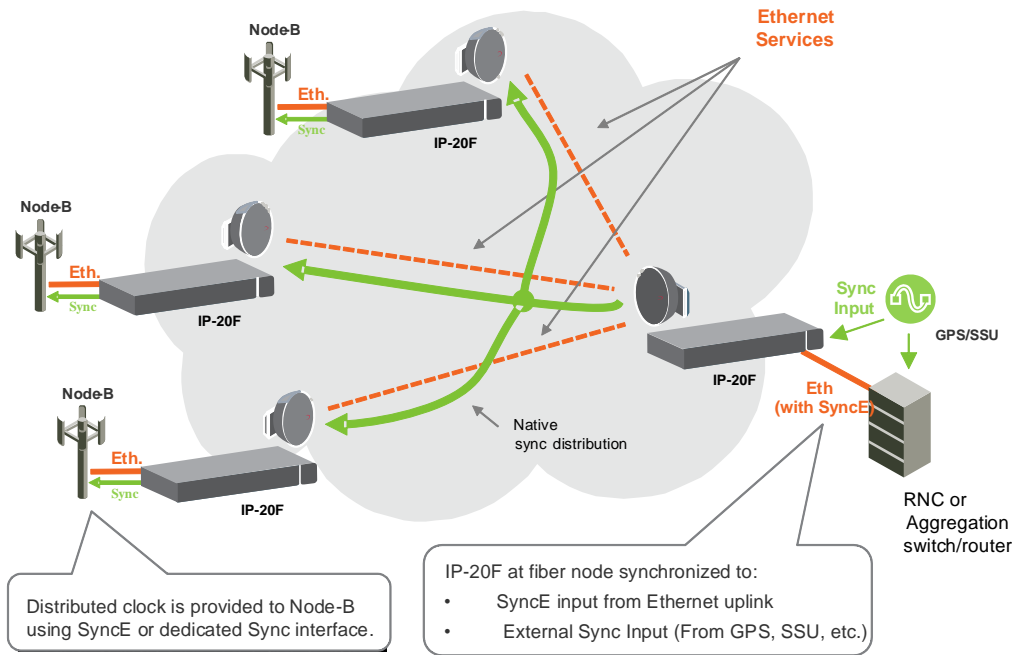 Ethernet
Services
Node-B
Eth.
Sync
IP-20F
Node-B
Eth.
Sync
IP-20F
Sync
Input
GPS/SSU
IP-20F
Eth
(with SyncE)
Node-B
Eth.
Sync
IP-20F
Native
sync distribution
RNC or
Aggregation
switch/router
Distributed clock is provided to Node-B
using SyncE or dedicated Sync interface.
IP-20F at fiber node synchronized to:
• SyncE input from Ethernet uplink
• External Sync Input (From GPS, SSU, etc.)